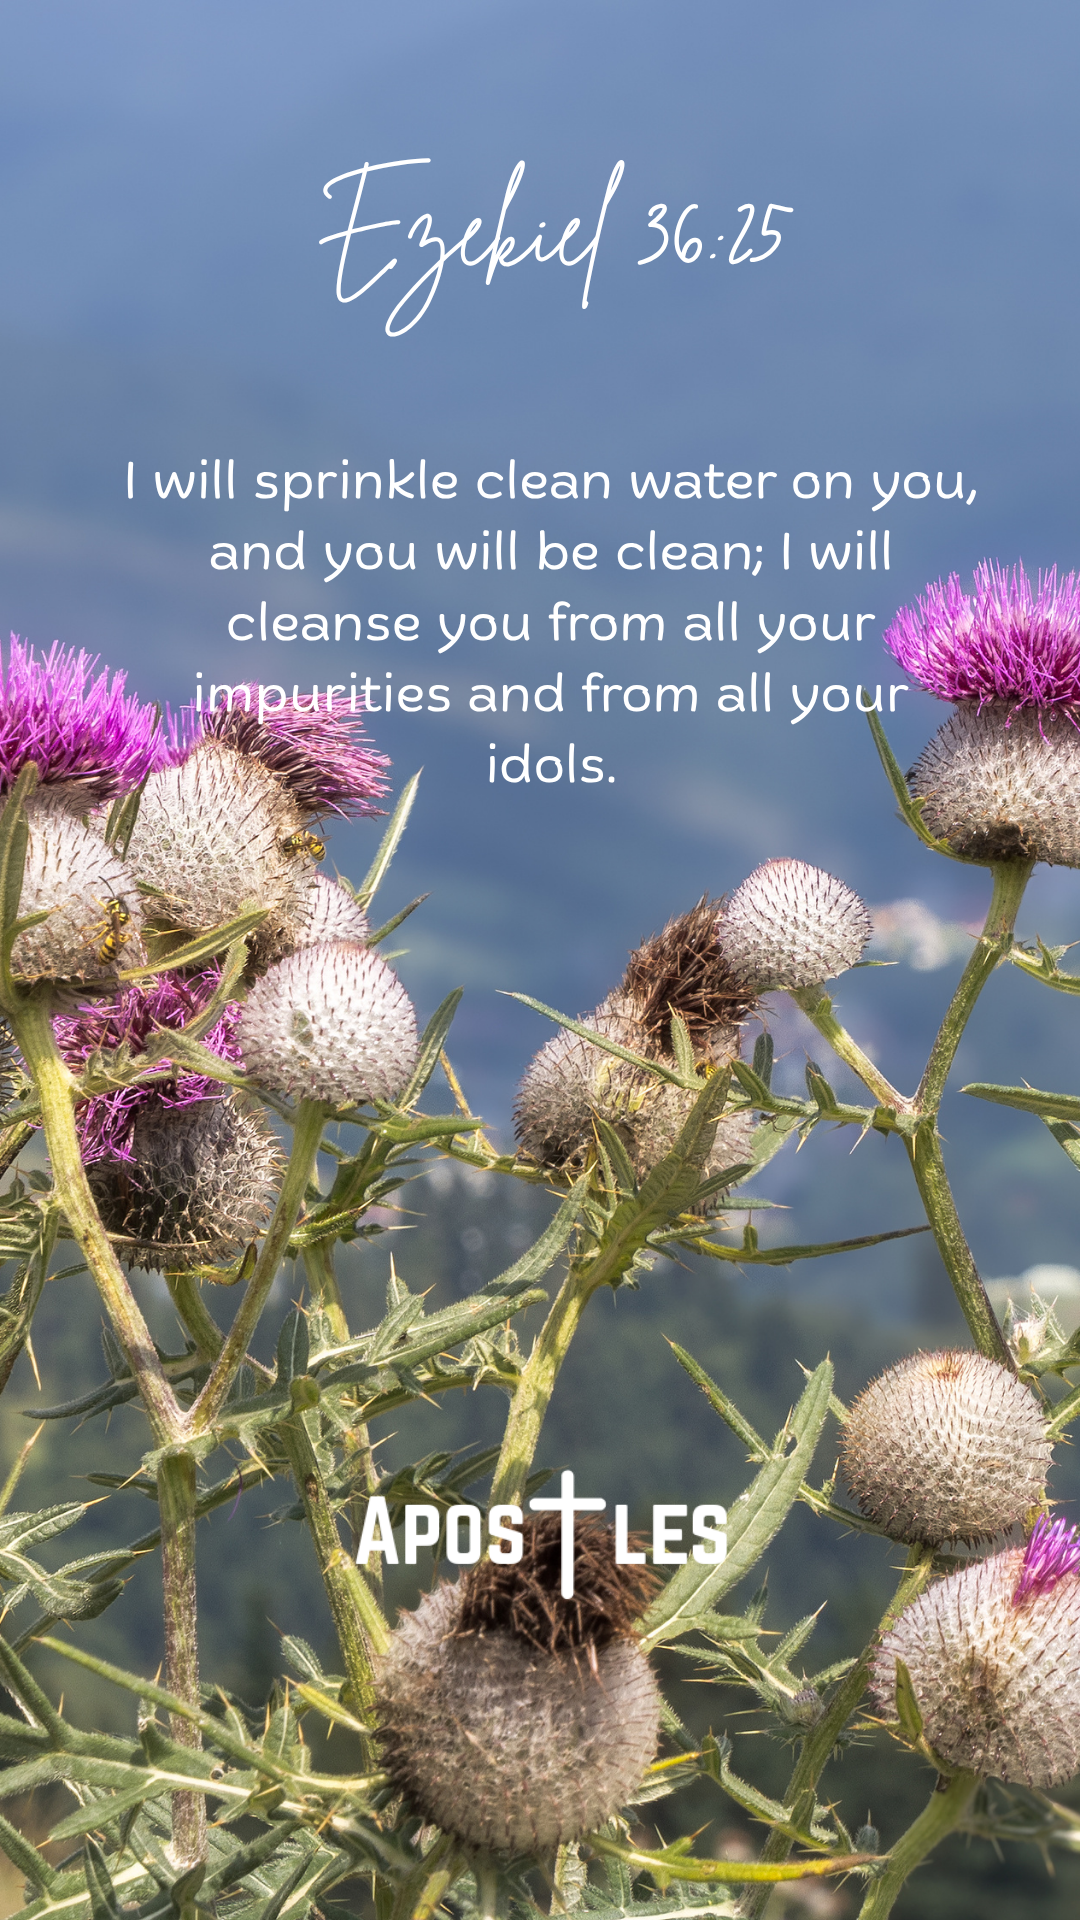 Ezekiel 36:25
I will sprinkle clean water on you,
and you will be clean; I will
cleanse you from all your
impurities and from all your
idols.
APOSTLES